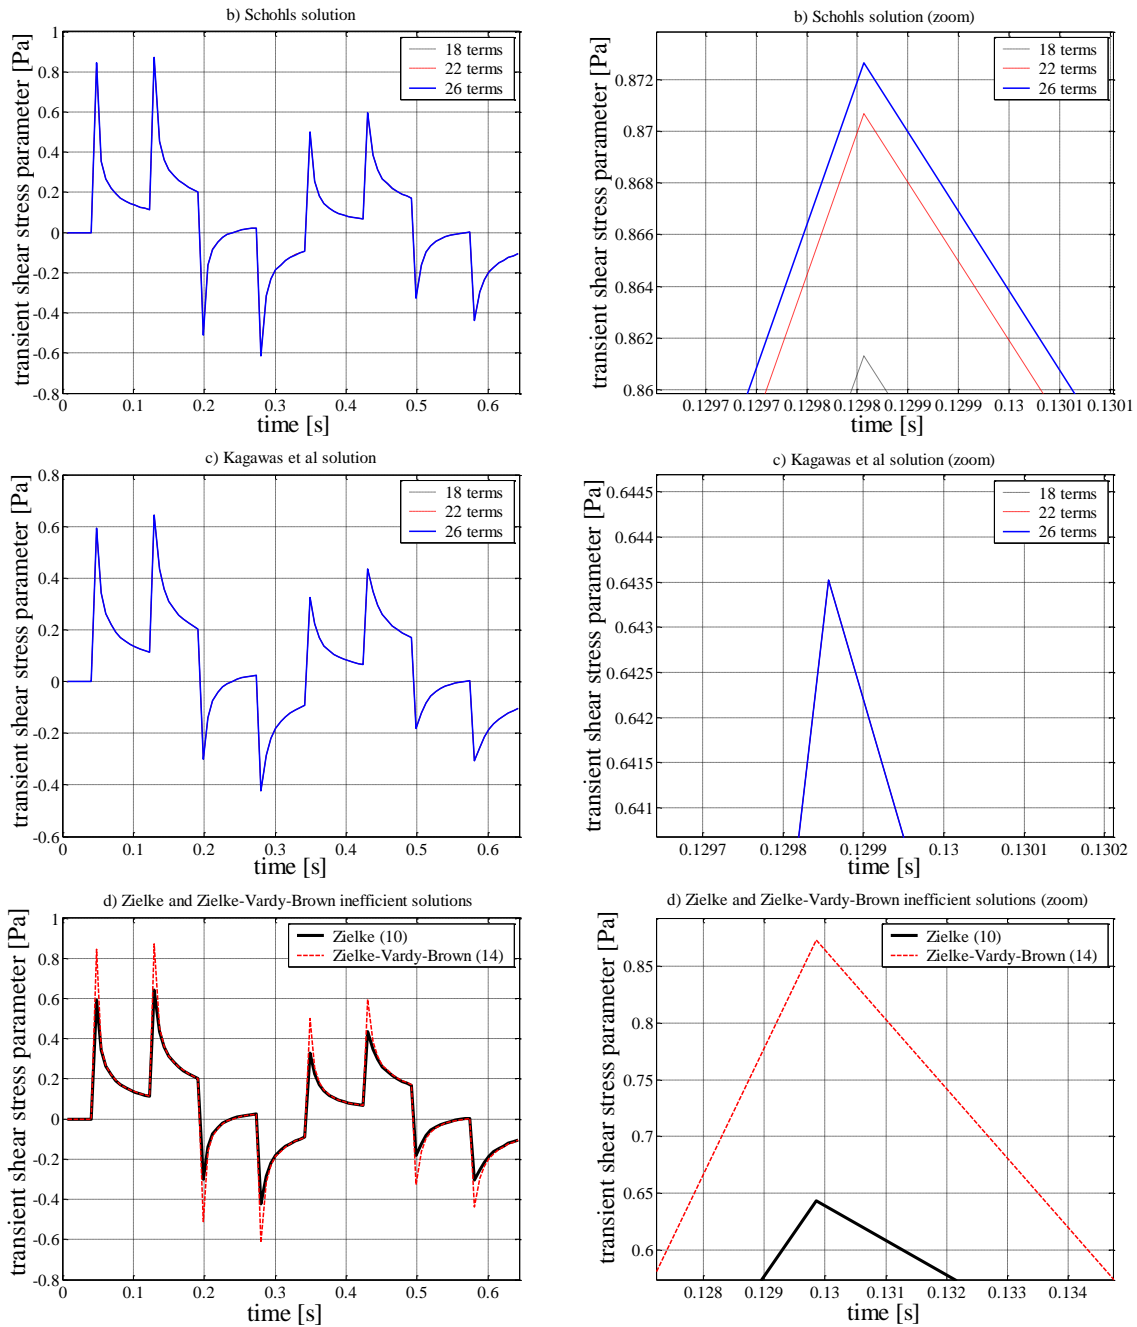 b) Schohls solution
transient shear stress parameter [Pa]
1
0.8
0.6
0.4
0.2
0
-0.2
-0.4
-0.6
-0.8
18 terms
22 terms
26 terms
0 0.1 0.2 0.3 0.4 0.5 0.6
time [s]
b) Schohls solution (zoom)
transient shear stress parameter [Pa]
0.872
0.87
0.868
0.866
0.864
0.862
0.86
18 terms
22 terms
26 terms
0.1297 0.1297 0.1298 0.1298 0.1299 0.1299 0.13 0.1301 0.1301
time [s]
c) Kagawas et al solution
transient shear stress parameter [Pa]
0.8
0.6
0.4
0.2
0
-0.2
-0.4
-0.6
18 terms
22 terms
26 terms
0 0.1 0.2 0.3 0.4 0.5 0.6
time [s]
c) Kagawas et al solution (zoom)
transient shear stress parameter [Pa]
0.6445
0.644
0.6435
0.643
0.6425
0.642
0.6415
0.641
18 terms
22 terms
26 terms
0.1297 0.1298 0.1299 0.13 0.1301 0.1302
time [s]
d) Zielke and Zielke-Vardy-Brown inefficient solutions
transient shear stress parameter [Pa]
1
0.8
0.6
0.4
0.2
0
-0.2
-0.4
-0.6
-0.8
Zielke (10)
Zielke-Vardy-Brown (14)
0 0.1 0.2 0.3 0.4 0.5 0.6
time [s]
d) Zielke and Zielke-Vardy-Brown inefficient solutions (zoom)
transient shear stress parameter [Pa]
0.85
0.8
0.75
0.7
0.65
0.6
Zielke (10)
Zielke-Vardy-Brown (14)
0.128 0.129 0.13 0.131 0.132 0.133 0.134
time [s]